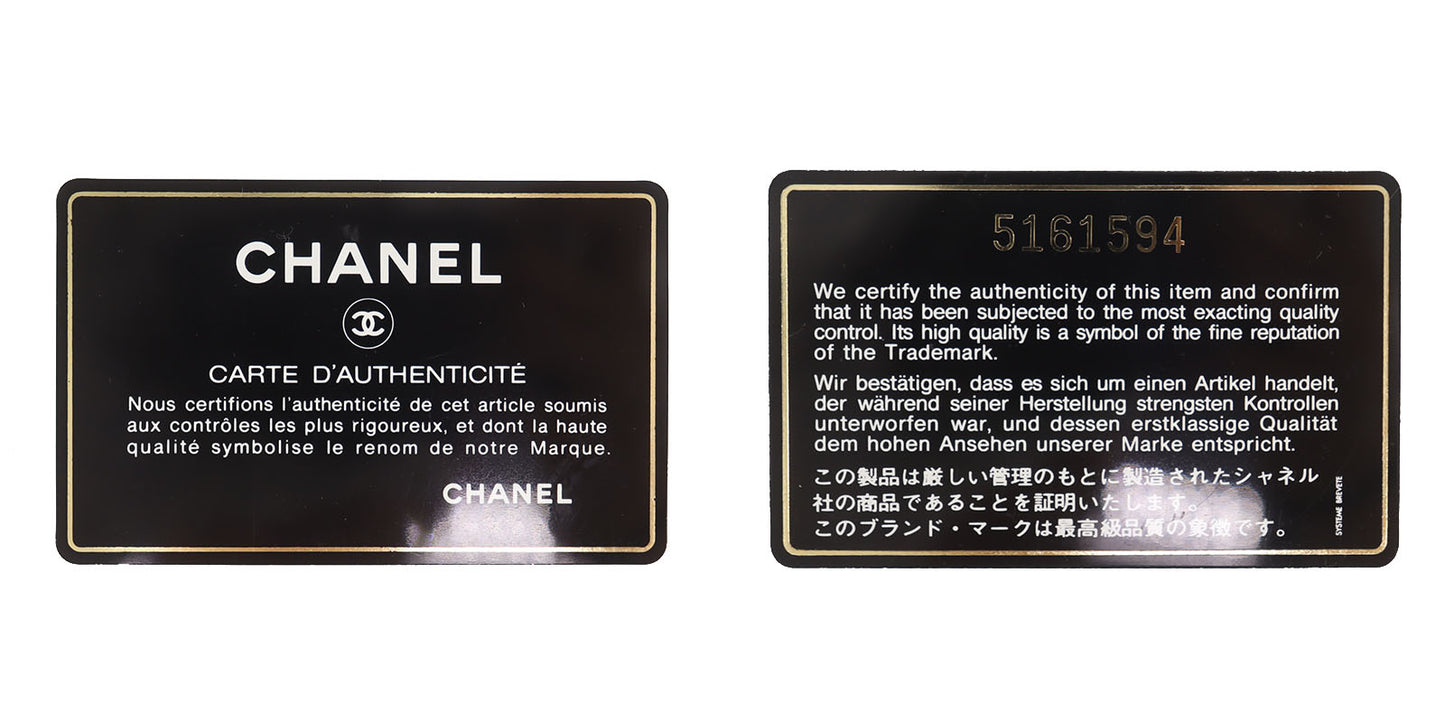 CHANEL
CARTE D'AUTHENTICITÉ
Nous certifions l'authenticité de cet article soumis
aux contrôles les plus rigoureux, et dont la haute
qualité symbolise le renom de notre Marque.
CHANEL
5161594
We certify the authenticity of this item and confirm
that it has been subjected to the most exacting quality
control. Its high quality is a symbol of the fine reputation
of the Trademark.
Wir bestätigen, dass es sich um einen Artikel handelt,
der während seiner Herstellung strengsten Kontrollen
unterworfen war, und dessen erstklassige Qualität
dem hohen Ansehen unserer Marke entspricht.
この製品は厳しい管理のもとに製造されたシャネル
社の商品であることを証明いたします。
このブランド・マークは最高級品質の象徴です。
SYSTEME BREVETE